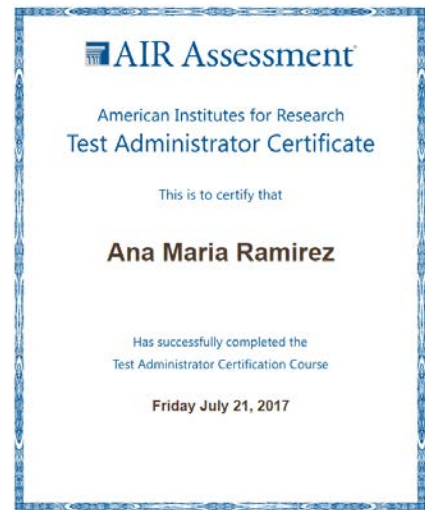 AIR Assessment
American Institutes for Research
Test Administrator Certificate
This is to certify that
Ana Maria Ramirez
Has successfully completed the
Test Administrator Certification Course
Friday July 21, 2017